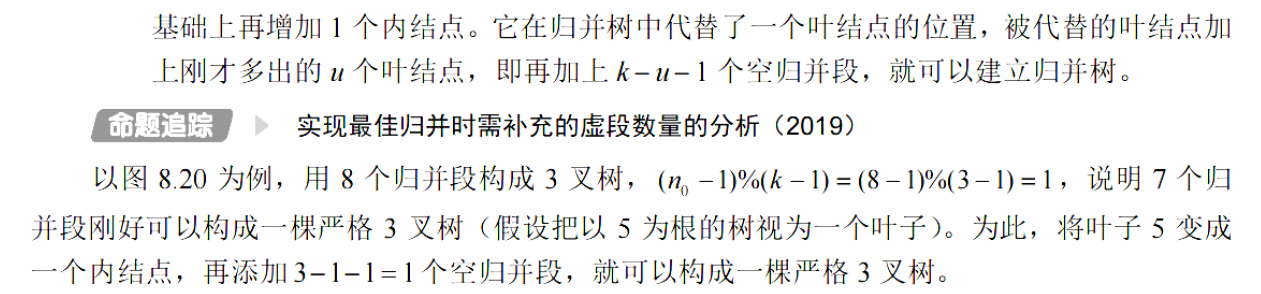 基础上再增加 1 个内结点。它在归并树中代替了一个叶结点的位置，被代替的叶结点加
上刚才多出的 u 个叶结点，即再加上 k-u-1 个空归并段，就可以建立归并树。
命题追踪 实现最佳归并时需补充的虚段数量的分析（2019）
以图 8.20 为例，用 8 个归并段构成 3 叉树，(n₀-1)%(k-1)=(8-1)%(3-1)=1，说明 7 个归
并段刚好可以构成一棵严格 3 叉树（假设把以 5 为根的树视为一个叶子）。为此，将叶子 5 变成
一个内结点，再添加 3-1-1=1 个空归并段，就可以构成一棵严格 3 叉树。